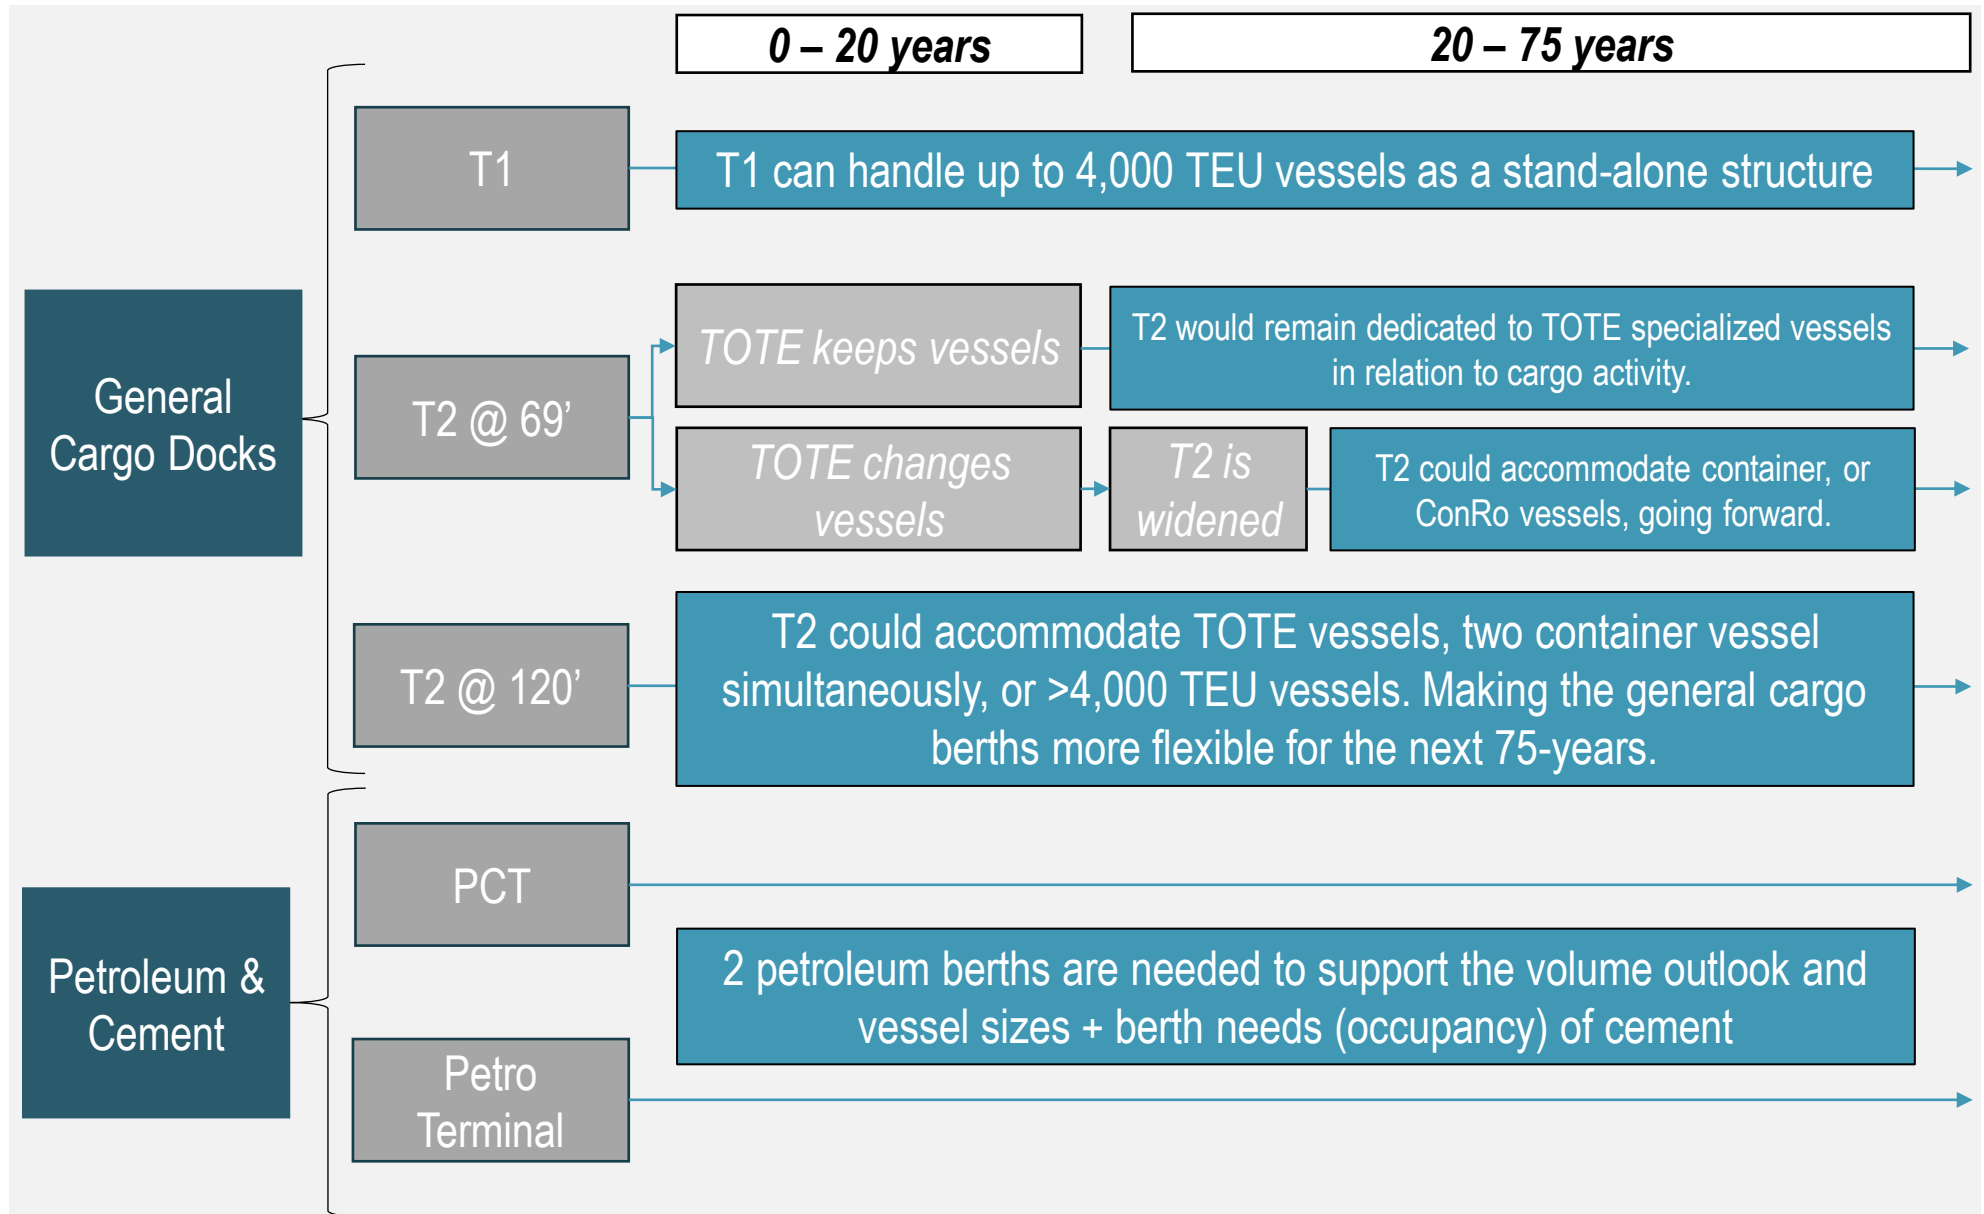 0 – 20 years
20 – 75 years
General
Cargo Docks
T1
T1 can handle up to 4,000 TEU vessels as a stand-alone structure
T2 @ 69’
TOTE keeps vessels
T2 would remain dedicated to TOTE specialized vessels
in relation to cargo activity.
TOTE changes
vessels
T2 is
widened
T2 could accommodate container, or
ConRo vessels, going forward.
T2 @ 120’
T2 could accommodate TOTE vessels, two container vessel
simultaneously, or >4,000 TEU vessels. Making the general cargo
berths more flexible for the next 75-years.
Petroleum &
Cement
PCT
2 petroleum berths are needed to support the volume outlook and
vessel sizes + berth needs (occupancy) of cement
Petro
Terminal